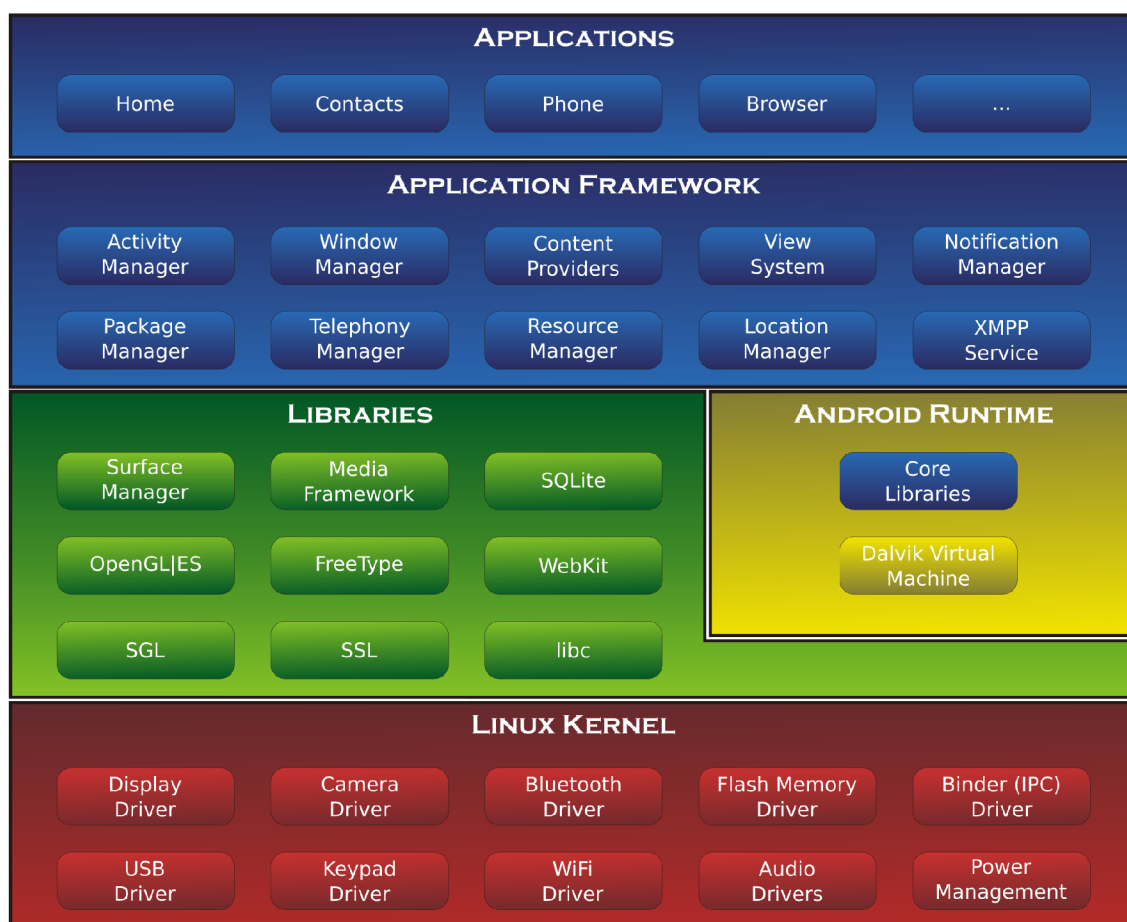 APPLICATIONS
Home
Contacts
Phone
Browser
...
APPLICATION FRAMEWORK
Activity
Manager
Window
Manager
Content
Providers
View
System
Notification
Manager
Package
Manager
Telephony
Manager
Resource
Manager
Location
Manager
XMPP
Service
LIBRARIES
Surface
Manager
Media
Framework
SQLite
OpenGL|ES
FreeType
WebKit
SGL
SSL
libc
ANDROID RUNTIME
Core
Libraries
Dalvik Virtual
Machine
LINUX KERNEL
Display
Driver
Camera
Driver
Bluetooth
Driver
Flash Memory
Driver
Binder (IPC)
Driver
USB
Driver
Keypad
Driver
WiFi
Driver
Audio
Drivers
Power
Management